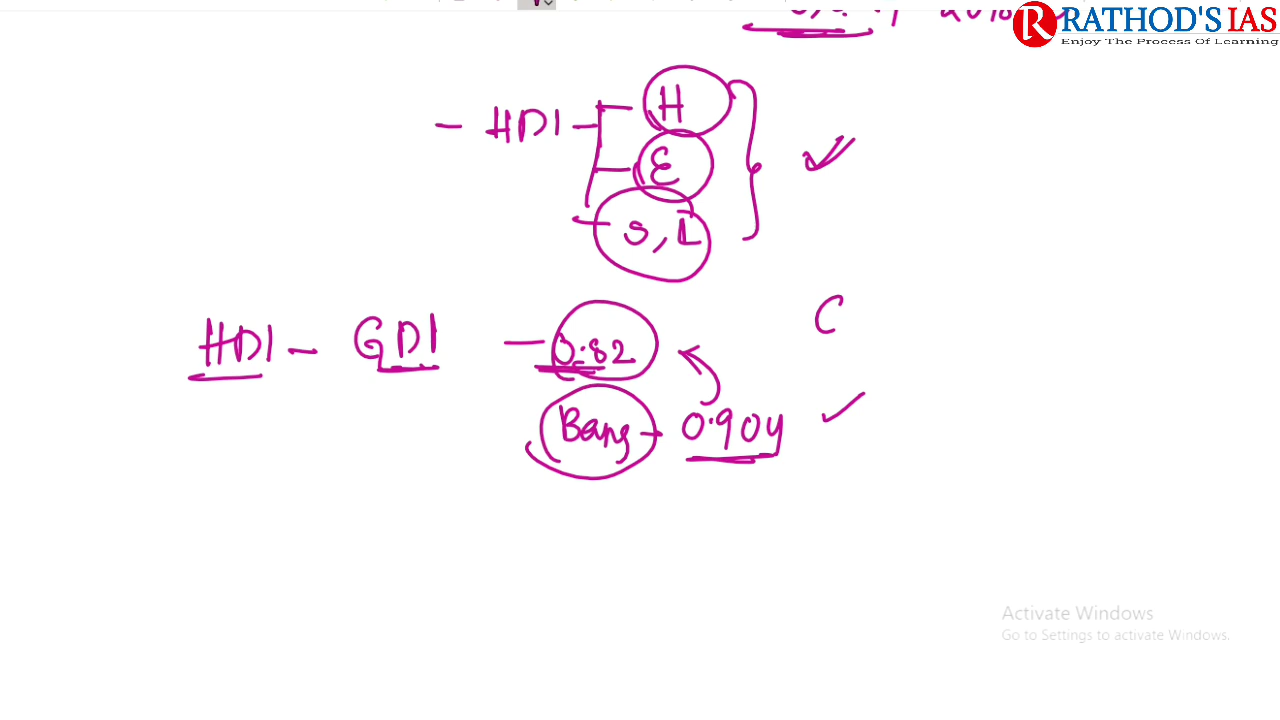 RATHOD'S IAS
Enjoy The Process Of Learning
- HDI - H
E
S, I
HDI - GDI - 0.82
Bang - 0.904
C
Activate Windows
Go to Settings to activate Windows.